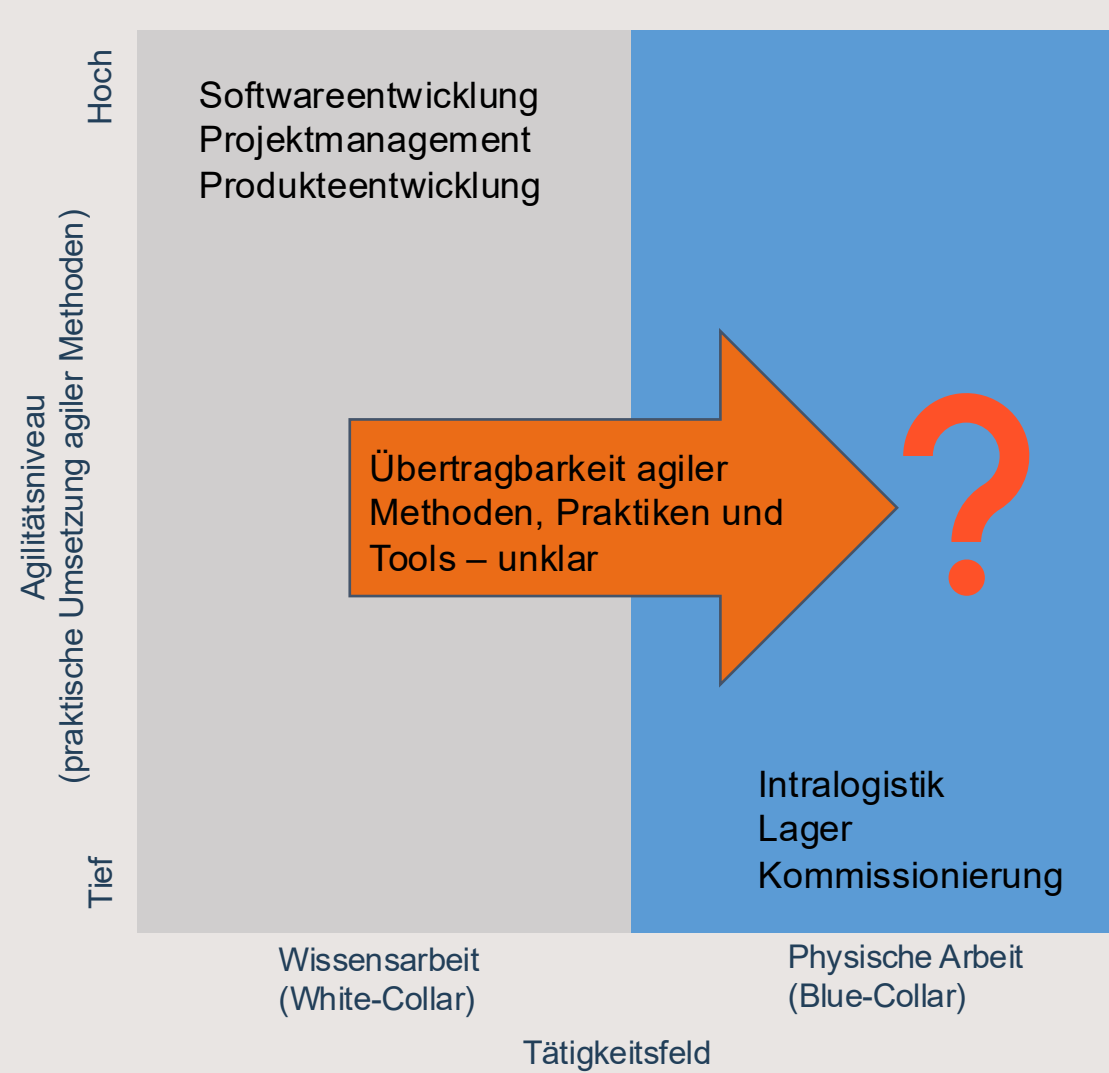 Hoch
Softwareentwicklung
Projektmanagement
Produkteentwicklung
Agilitätsniveau
(praktische Umsetzung agiler Methoden)
Übertragbarkeit agiler
Methoden, Praktiken und
Tools – unklar
?
Intralogistik
Lager
Kommissionierung
Tief
Wissensarbeit
(White-Collar)
Physische Arbeit
(Blue-Collar)
Tätigkeitsfeld